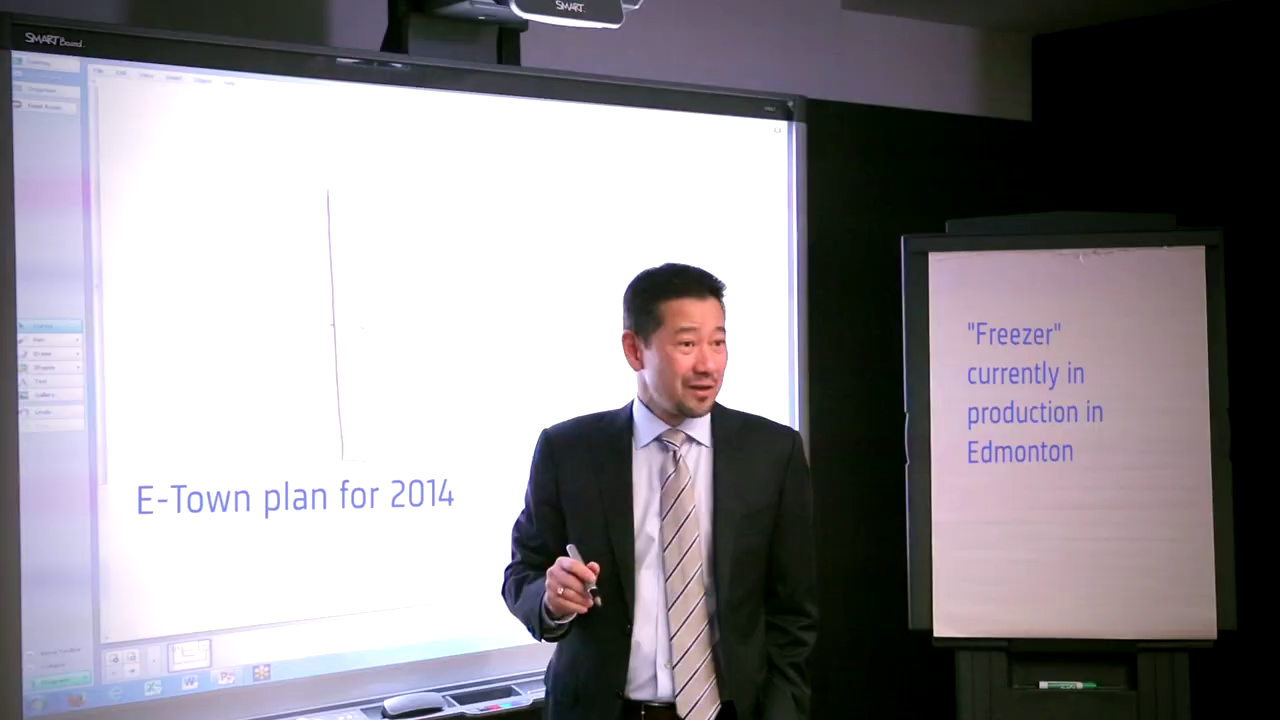 SMART
SMART Board
E-Town plan for 2014
"Freezer"
currently in
production in
Edmonton